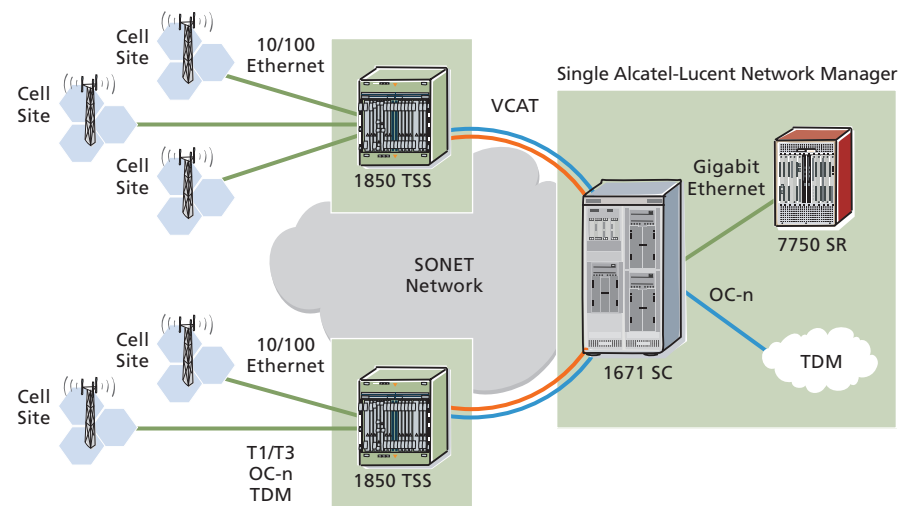 Cell
Site
10/100
Ethernet
Cell
Site
Cell
Site
1850 TSS
VCAT
Single Alcatel-Lucent Network Manager
Gigabit
Ethernet
7750 SR
SONET
Network
OC-n
TDM
1671 SC
Cell
Site
10/100
Ethernet
Cell
Site
T1/T3
OC-n
TDM
1850 TSS